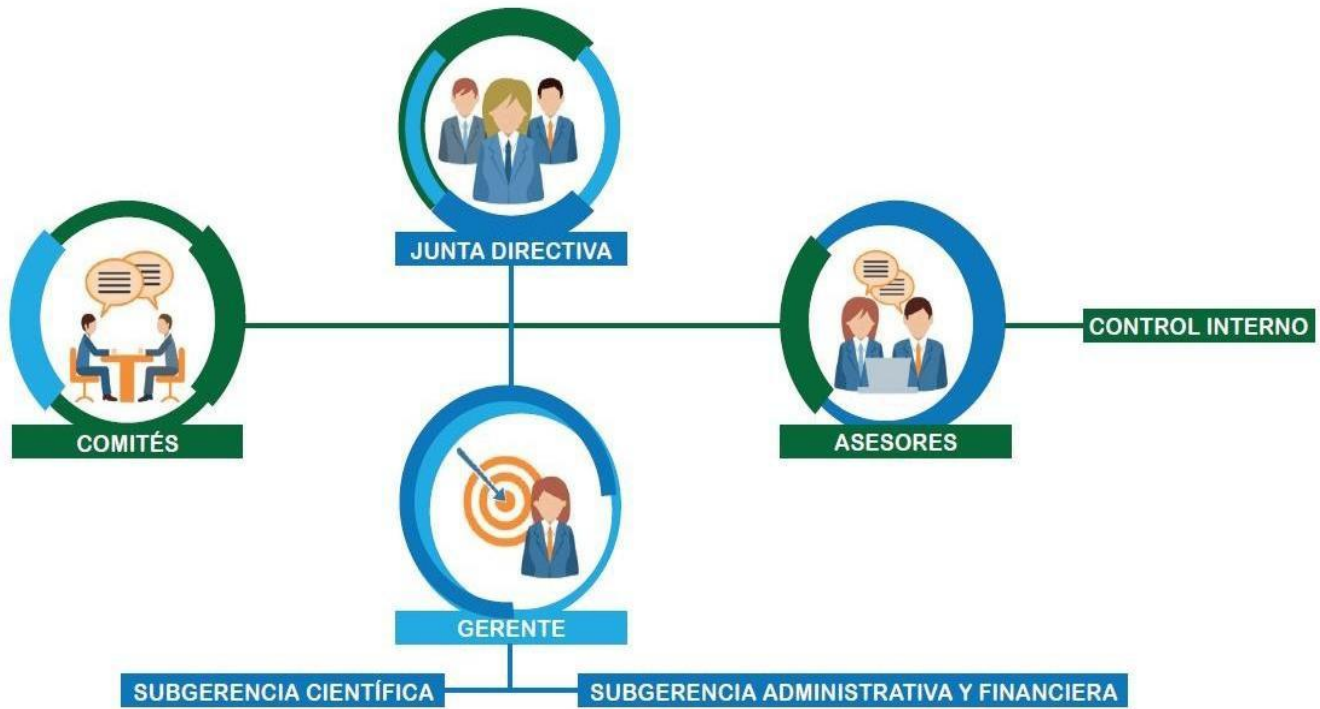 JUNTA DIRECTIVA
CONTROL INTERNO
COMITÉS
ASESORES
GERENTE
SUBGERENCIA CIENTÍFICA
SUBGERENCIA ADMINISTRATIVA Y FINANCIERA